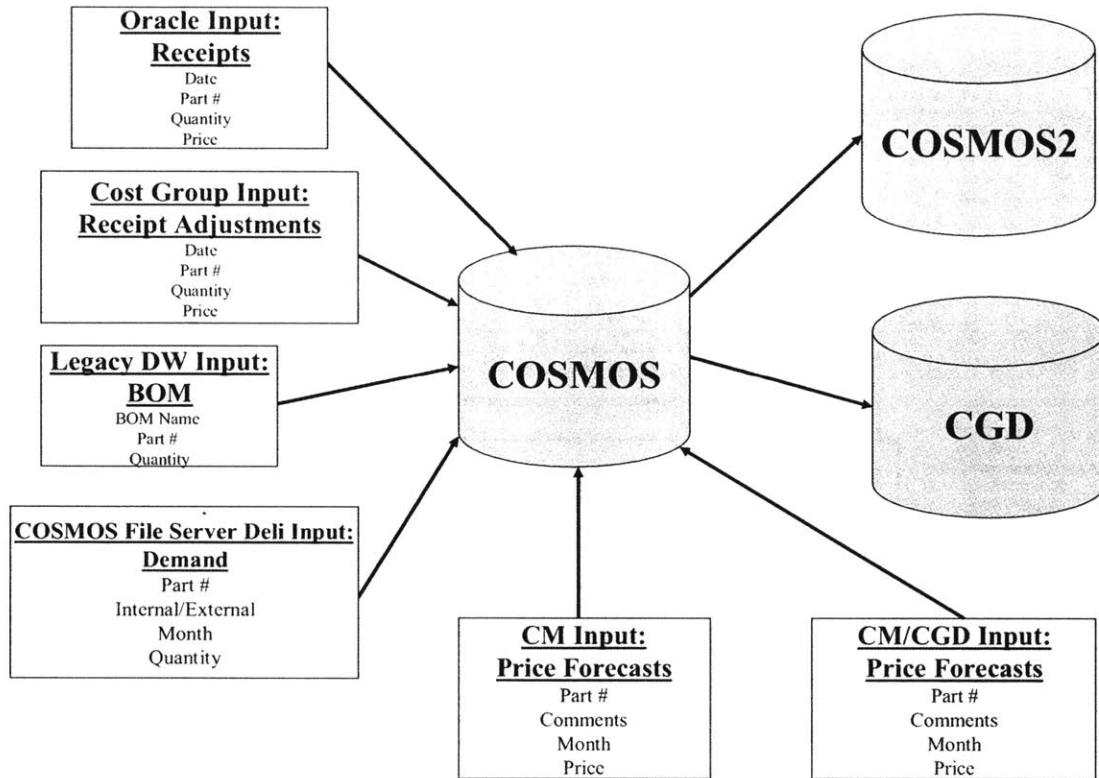 Oracle Input:
Receipts
Date
Part #
Quantity
Price
Cost Group Input:
Receipt Adjustments
Date
Part #
Quantity
Price
Legacy DW Input:
BOM
BOM Name
Part #
Quantity
COSMOS File Server Deli Input:
Demand
Part #
Internal/External
Month
Quantity
CM Input:
Price Forecasts
Part #
Comments
Month
Price
CM/CGD Input:
Price Forecasts
Part #
Comments
Month
Price
COSMOS
COSMOS2
CGD